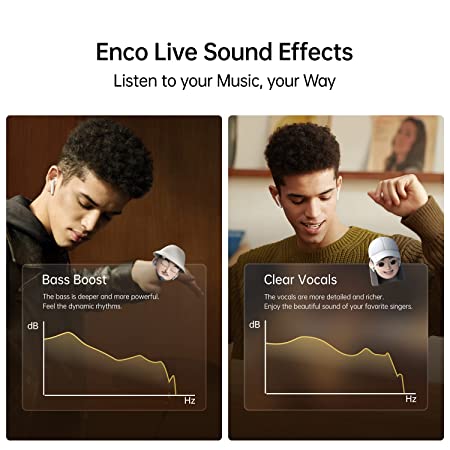 Enco Live Sound Effects
Listen to your Music, your Way
Bass Boost
The bass is deeper and more powerful.
Feel the dynamic rhythms.
dB
Hz
Clear Vocals
The vocals are more detailed and richer.
Enjoy the beautiful sound of your favorite singers.
dB
Hz